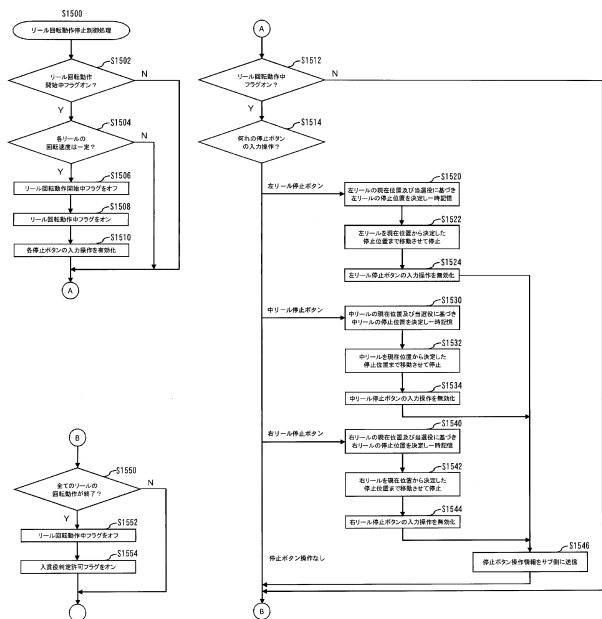 S1500
リール回転動作停止制御処理
S1502
リール回転動作
開始中フラグオン？
N
Y
S1504
各リールの
回転速度は一定？
N
Y
S1506
リール回転動作開始中フラグをオフ
S1508
リール回転動作中フラグをオン
S1510
各停止ボタンの入力操作を有効化
A
A
S1512
リール回転動作中
フラグオン？
N
Y
S1514
何れの停止ボタン
の入力操作？
左リール停止ボタン
S1520
左リールの現在位置及び当選役に基づき
左リールの停止位置を決定し一時記憶
S1522
左リールを現在位置から決定した
停止位置まで移動させて停止
S1524
左リール停止ボタンの入力操作を無効化
中リール停止ボタン
S1530
中リールの現在位置及び当選役に基づき
中リールの停止位置を決定し一時記憶
S1532
中リールを現在位置から決定した
停止位置まで移動させて停止
S1534
中リール停止ボタンの入力操作を無効化
右リール停止ボタン
S1540
右リールの現在位置及び当選役に基づき
右リールの停止位置を決定し一時記憶
S1542
右リールを現在位置から決定した
停止位置まで移動させて停止
S1544
右リール停止ボタンの入力操作を無効化
停止ボタン操作なし
S1546
停止ボタン操作情報をサブ側に送信
B
B
S1550
全てのリールの
回転動作が終了？
N
Y
S1552
リール回転動作中フラグをオフ
S1554
入賞役判定許可フラグをオン